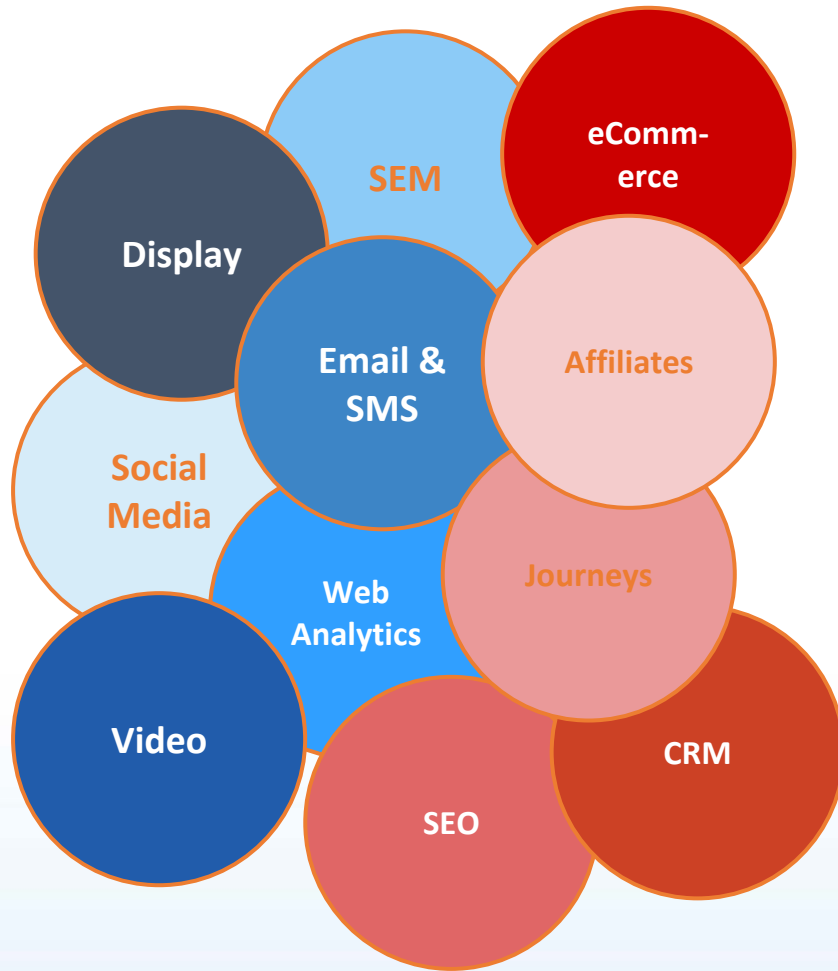 eComm-
erce
SEM
Display
Email &
SMS
Affiliates
Social
Media
Journeys
Web
Analytics
Video
CRM
SEO